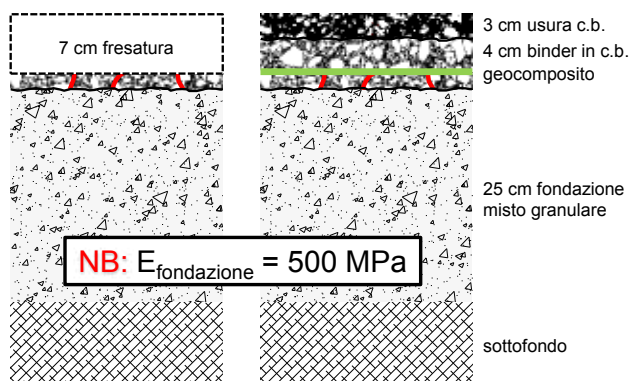 7 cm fresatura
3 cm usura c.b.
4 cm binder in c.b.
geocomposito
25 cm fondazione
misto granulare
NB: Efondazione = 500 MPa
sottofondo